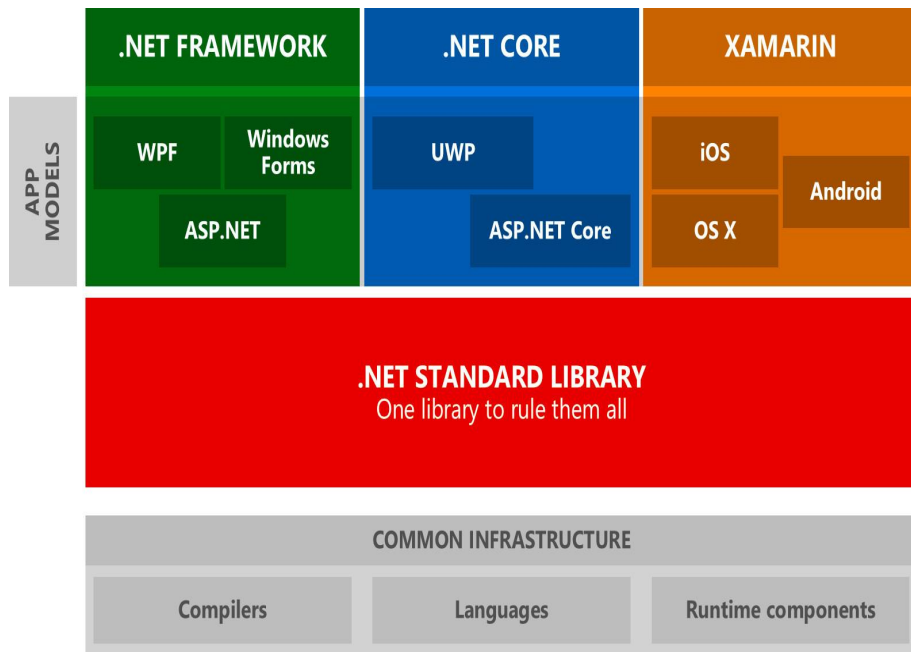 .NET FRAMEWORK
.NET CORE
XAMARIN
APP
MODELS
WPF
Windows
Forms
ASP.NET
UWP
ASP.NET Core
iOS
Android
OS X
.NET STANDARD LIBRARY
One library to rule them all
COMMON INFRASTRUCTURE
Compilers
Languages
Runtime components